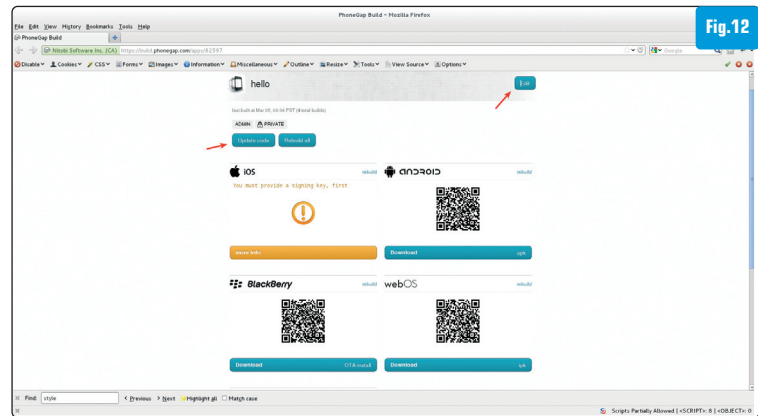 PhoneGap Build - Mozilla Firefox
Fig.12
File Edit View History Bookmarks Tools Help
PhoneGap Build
Nitobi Software Inc. (CA) https://build.phonegap.com/apps/82597
Google
Disable Cookies CSS Forms Images Information Miscellaneous Outline Resize Tools View Source Options
hello
Edit
ADMIN PRIVATE
Update code Rebuild all
iOS rebuild
ANDROID rebuild
You must provide a signing key, first
more info
Download apk
BlackBerry rebuild
webOS rebuild
Download OTA install
Download ipk
Find: style Previous Next Highlight all Match case
Scripts Partially Allowed | <SCRIPT>: 8 | <OBJECT>: 0